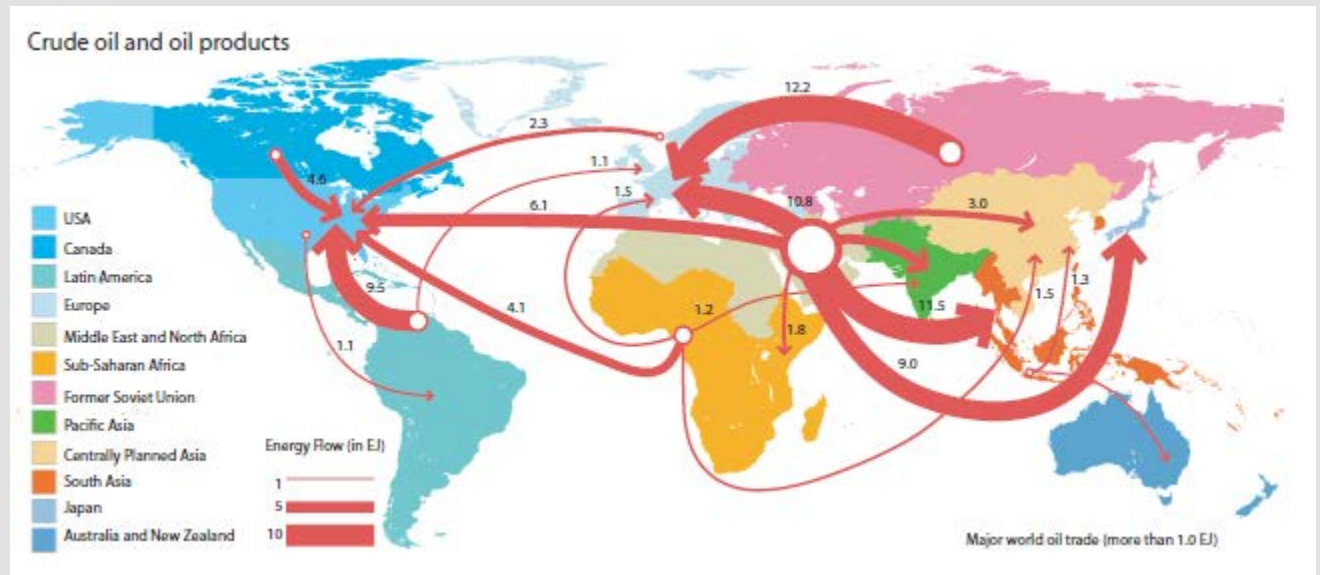 Crude oil and oil products
12.2
2.3
1.1
4.6
1.5
6.1
10.8
3.0
9.5
4.1
1.2
1.8
11.5
1.5
1.3
1.1
9.0
USA
Canada
Latin America
Europe
Middle East and North Africa
Sub-Saharan Africa
Former Soviet Union
Pacific Asia
Centrally Planned Asia
South Asia
Japan
Australia and New Zealand
Energy Flow (in EJ)
1
5
10
Major world oil trade (more than 1.0 EJ)